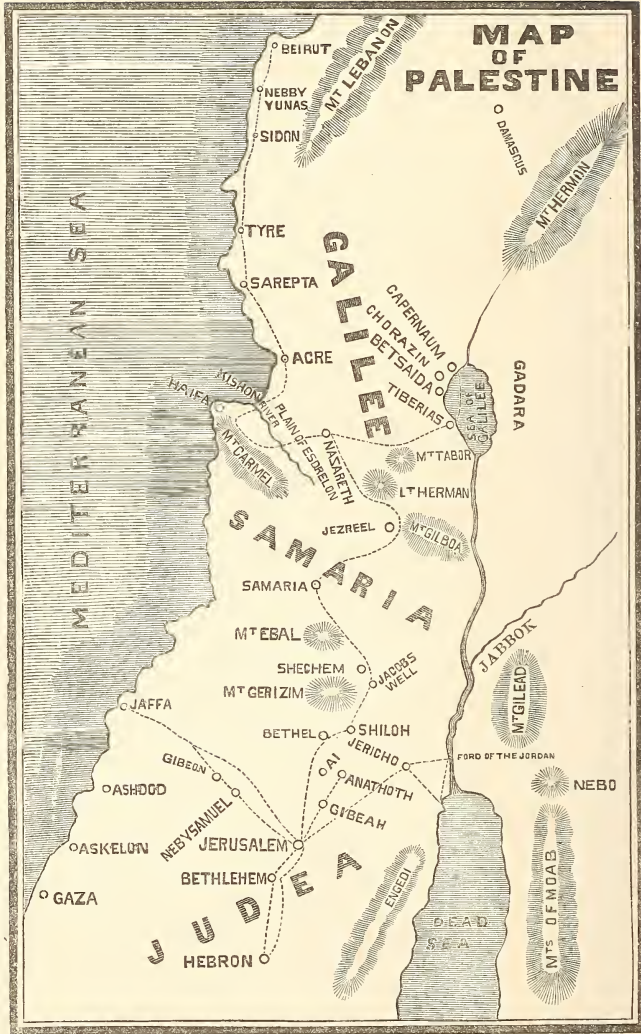 MAP
OF
PALESTINE
BEIRUT
MT LEBANON
NEBBY
YUNAS
DAMASCUS
SIDON
MT HERMON
MEDITERRANEAN SEA
TYRE
GALILEE
SAREPTA
CAPERNAUM
CHORAZIN
BETSAIDA
ACRE
TIBERIAS
SEA OF
GALILEE
GADARA
HAIFA
KISHON
RIVER
PLAIN OF ESDRELON
MT CARMEL
NASARETH
MT TABOR
LT HERMAN
SAMARIA
JEZREEL
MT GILBOA
SAMARIA
MT EBAL
JABBOK
SHECHEM
JACOBS
WELL
MT GERIZIM
MT GILEAD
JAFFA
BETHEL
SHILOH
JERICHO
FORD OF THE JORDAN
GIBEON
AI
ANATHOTH
NEBO
ASHDOD
NEBYSAMUEL
GIBEAH
ASKELON
JERUSALEM
JUDEA
BETHLEHEM
ENGEDI
MTS OF MOAB
GAZA
DEAD
SEA
HEBRON